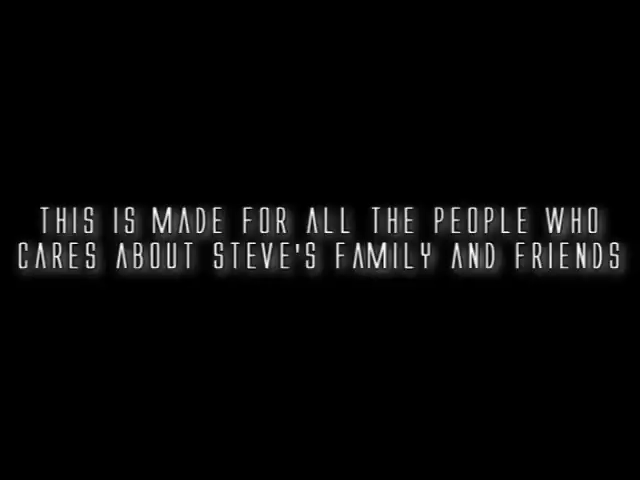 THIS IS MADE FOR ALL THE PEOPLE WHO
CARES ABOUT STEVE'S FAMILY AND FRIENDS